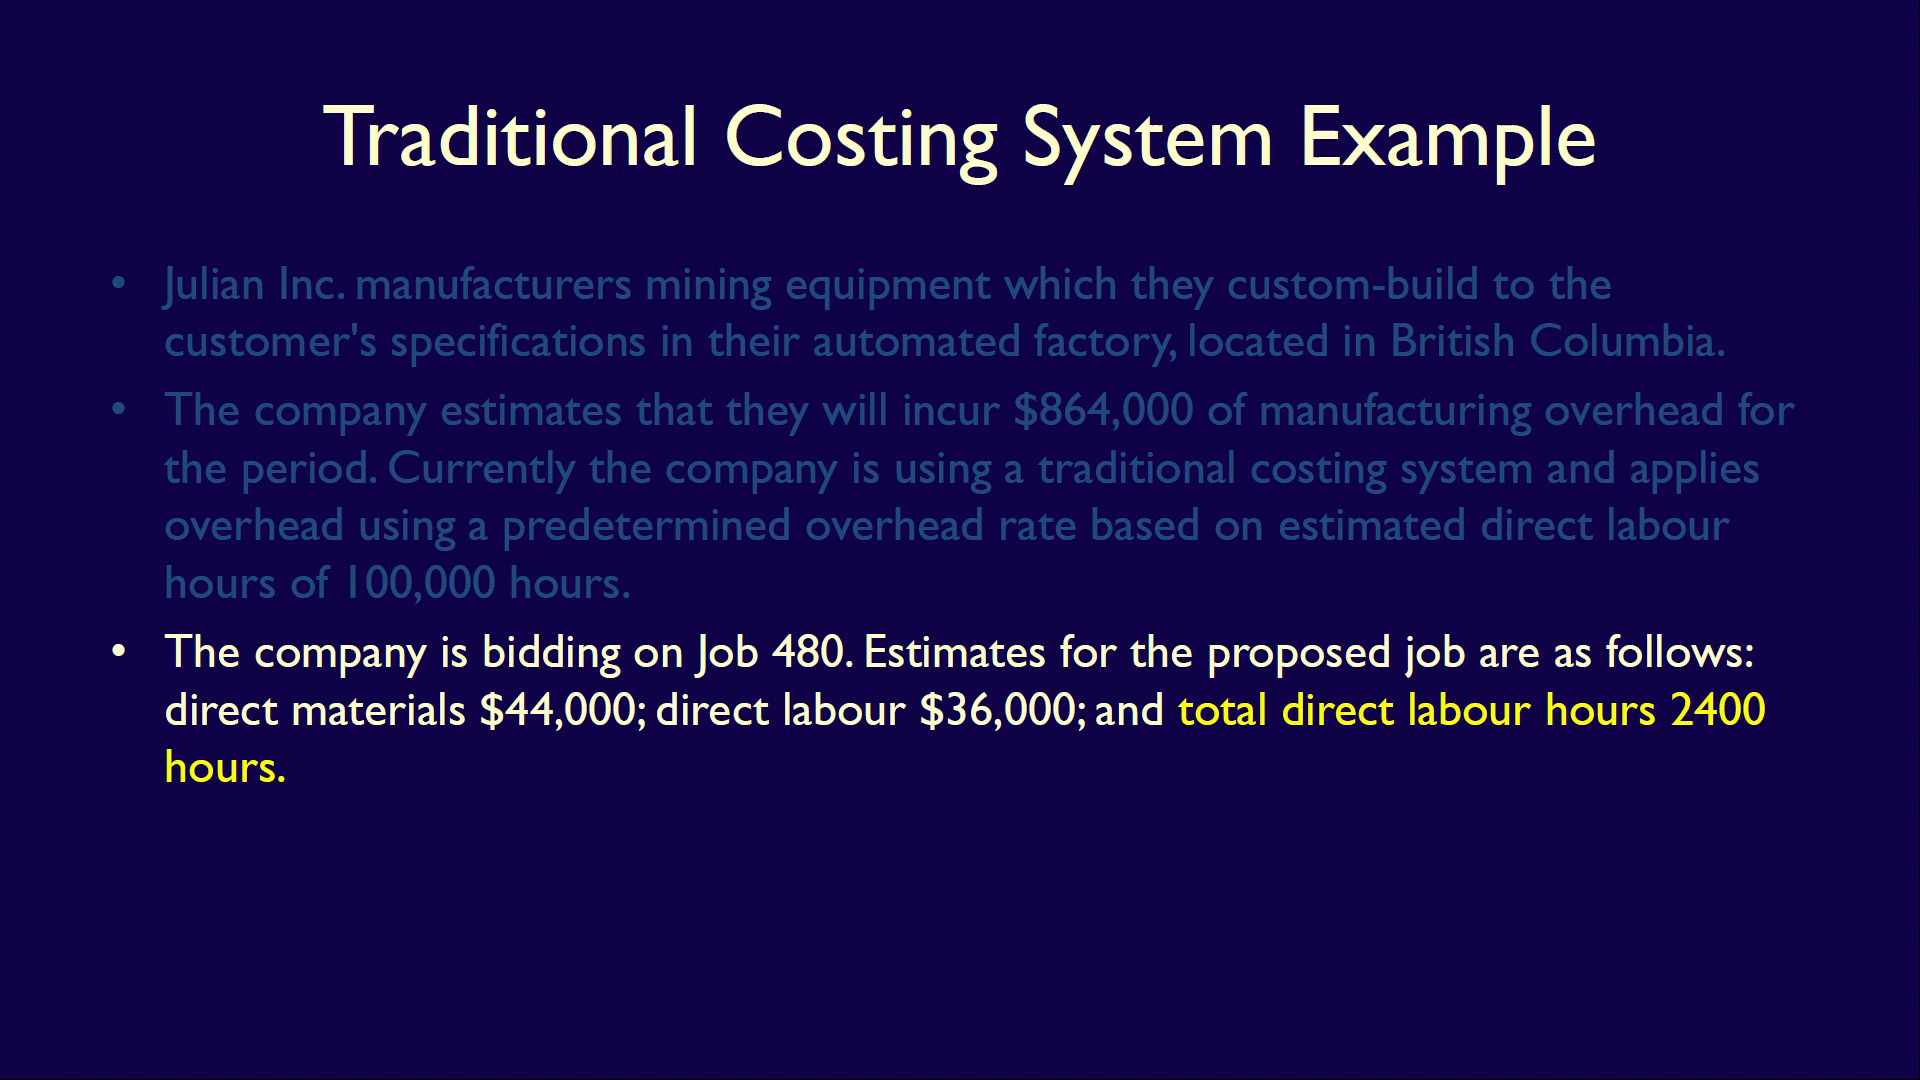 Traditional Costing System Example
• Julian Inc. manufacturers mining equipment which they custom-build to the
customer's specifications in their automated factory, located in British Columbia.
• The company estimates that they will incur $864,000 of manufacturing overhead for
the period. Currently the company is using a traditional costing system and applies
overhead using a predetermined overhead rate based on estimated direct labour
hours of 100,000 hours.
• The company is bidding on Job 480. Estimates for the proposed job are as follows:
direct materials $44,000; direct labour $36,000; and total direct labour hours 2400
hours.